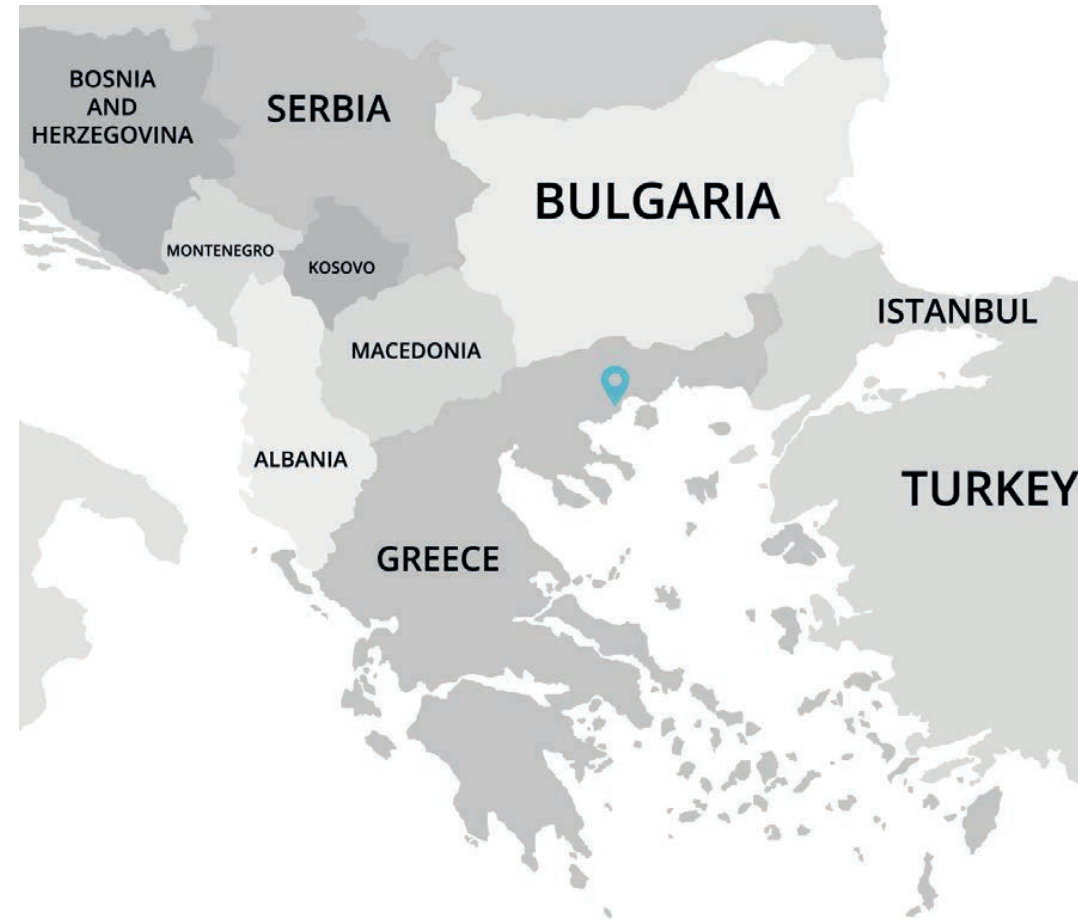 BOSNIA
AND
HERZEGOVINA
SERBIA
BULGARIA
MONTENEGRO
KOSOVO
ISTANBUL
MACEDONIA
ALBANIA
TURKEY
GREECE